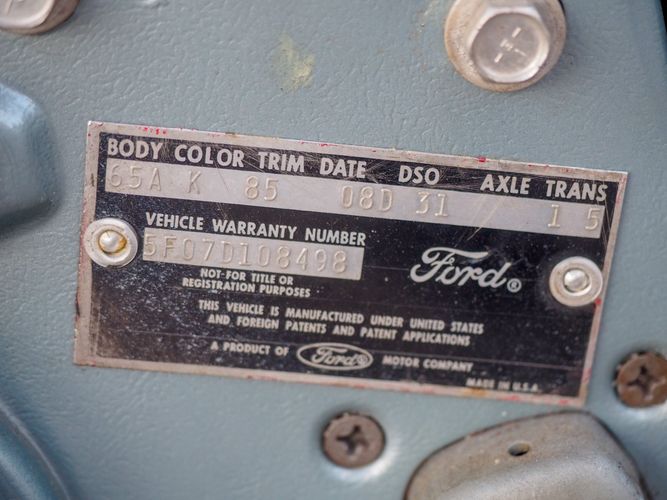 BODY COLOR TRIM DATE DSO AXLE TRANS
65A K 85 08D 31 1 5
VEHICLE WARRANTY NUMBER
5F07D108498
NOT FOR TITLE OR
REGISTRATION PURPOSES
Ford®
THIS VEHICLE IS MANUFACTURED UNDER UNITED STATES
AND FOREIGN PATENTS AND PATENT APPLICATIONS
A PRODUCT OF Ford® MOTOR COMPANY
MADE IN U.S.A.